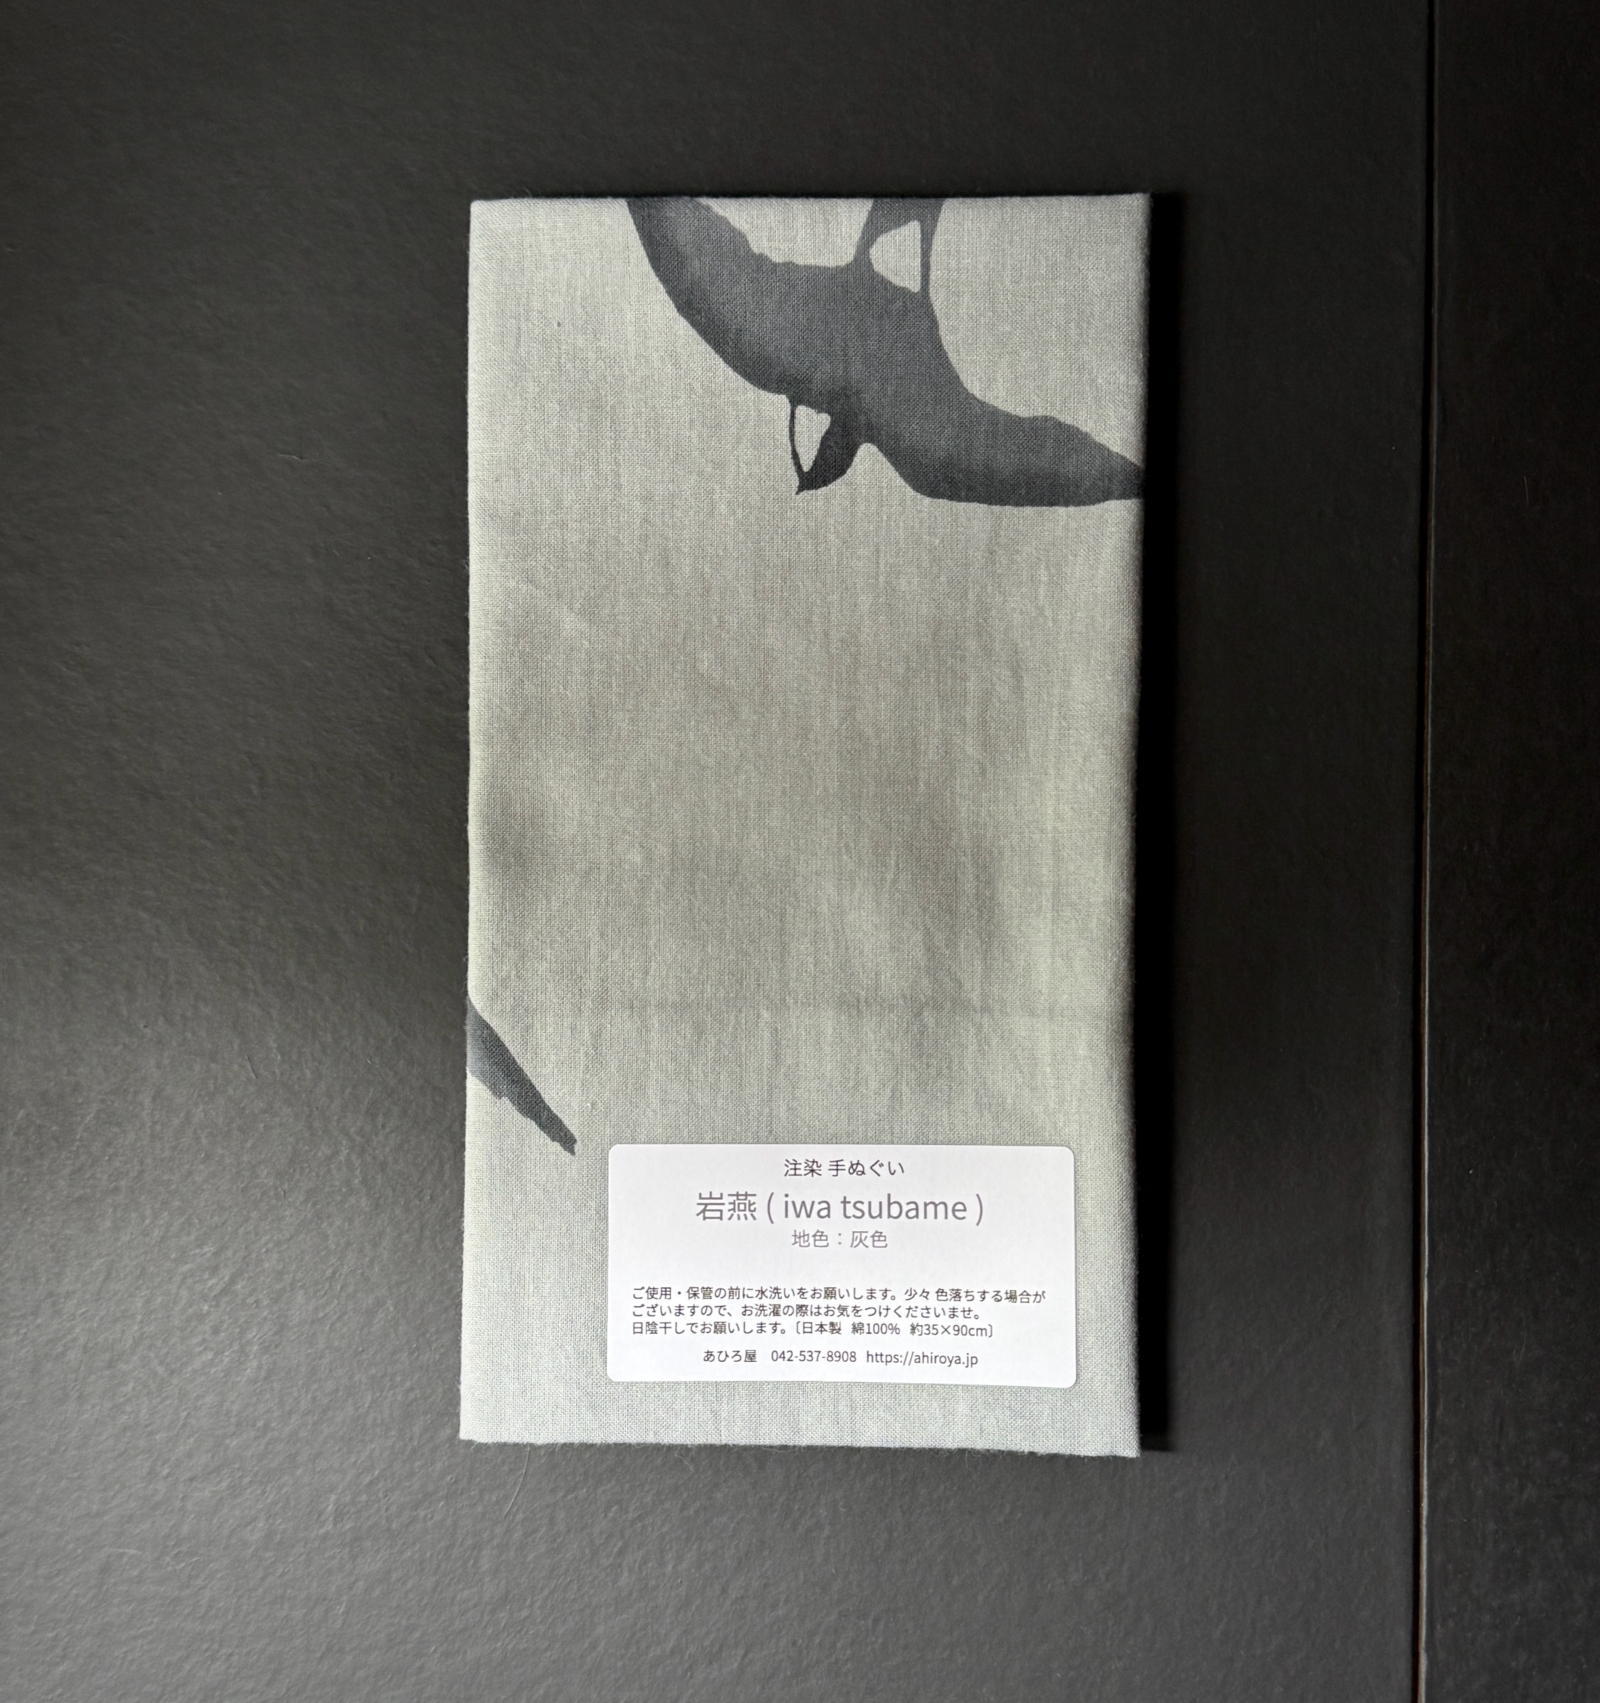 注染 手ぬぐい
岩燕 ( iwa tsubame )
地色：灰色
ご使用・保管の前に水洗いをお願いします。少々 色落ちする場合が
ございますので、お洗濯の際はお気をつけくださいませ。
日陰干しでお願いします。〔日本製 綿100% 約35×90cm〕
あひろ屋 042-537-8908 https://ahiroya.jp